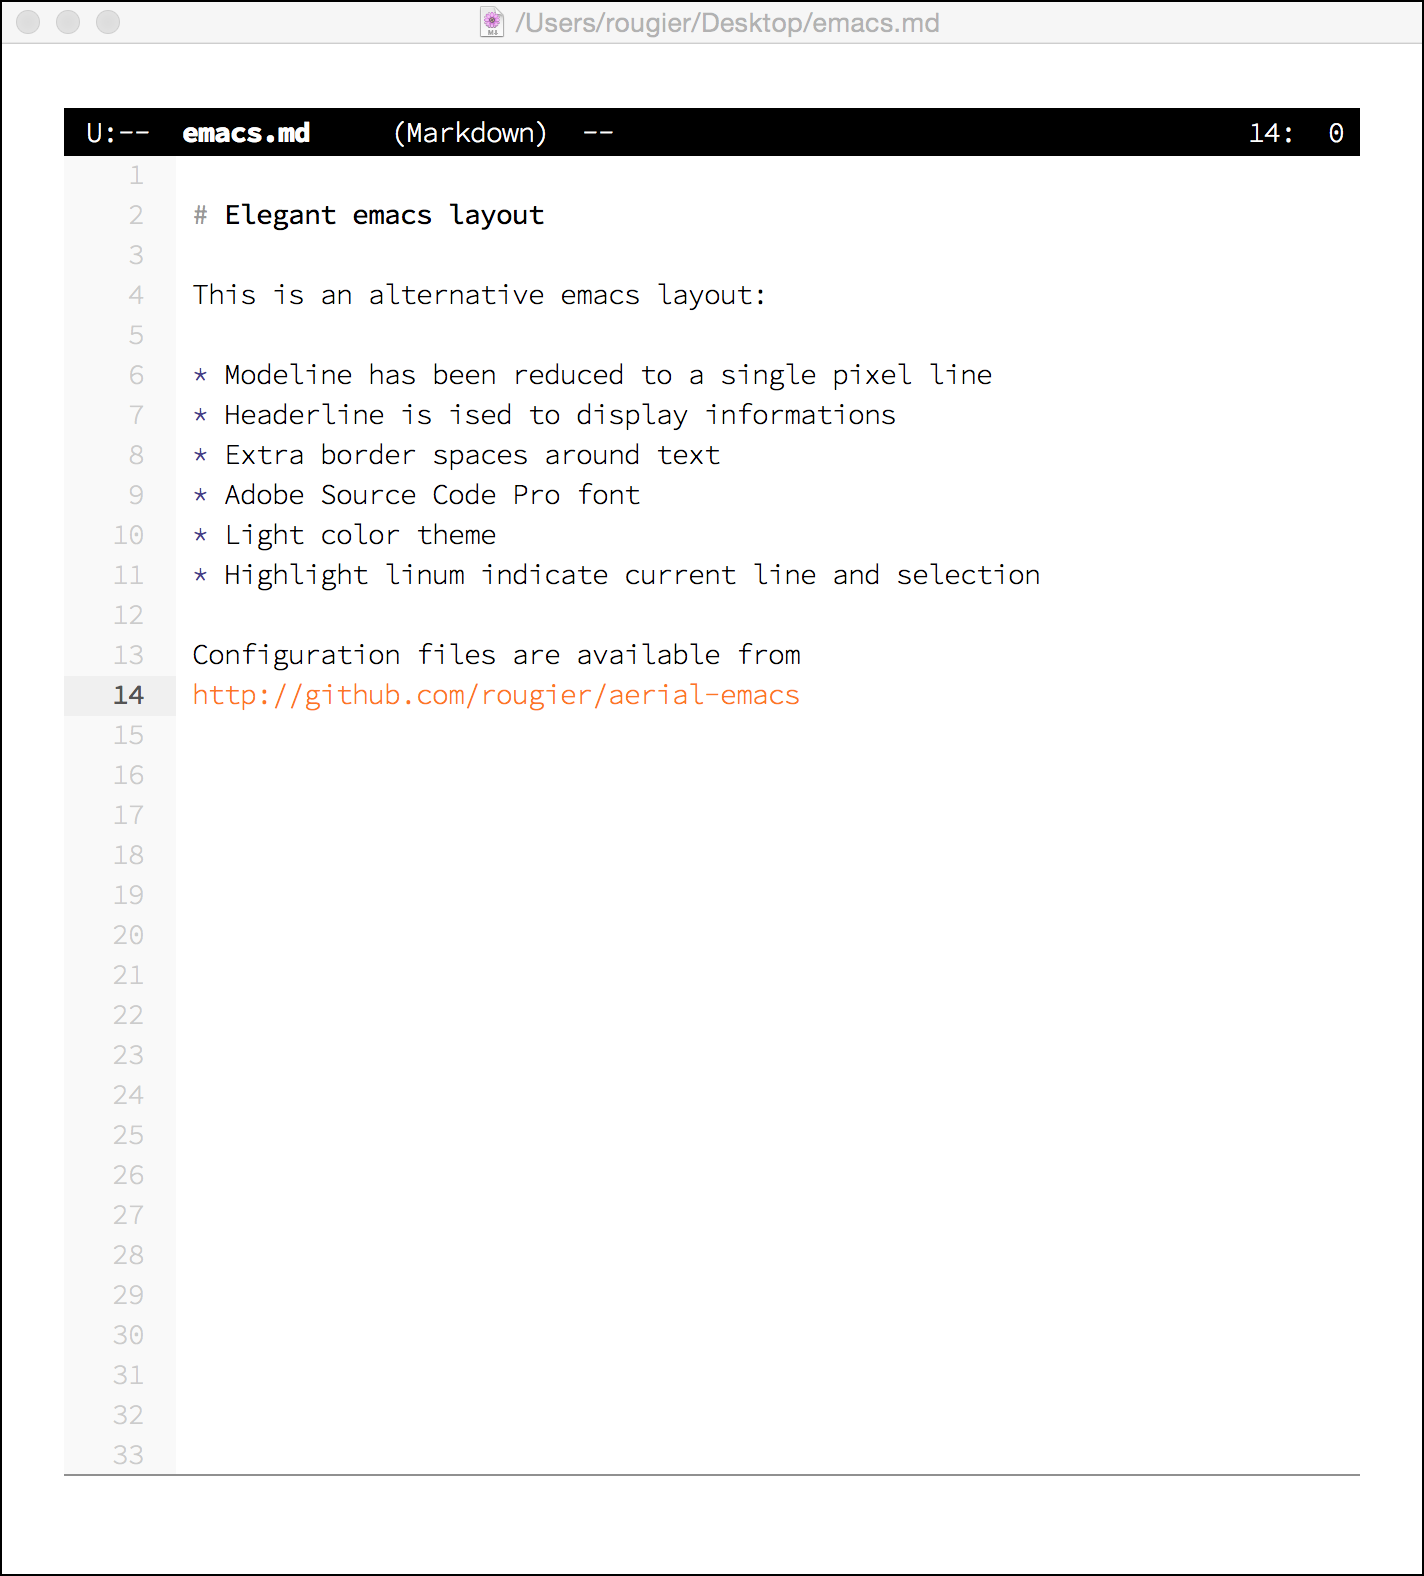 /Users/rougier/Desktop/emacs.md
U:-- emacs.md (Markdown) -- 14: 0
1
2 # Elegant emacs layout
3
4 This is an alternative emacs layout:
5
6 * Modeline has been reduced to a single pixel line
7 * Headerline is ised to display informations
8 * Extra border spaces around text
9 * Adobe Source Code Pro font
10 * Light color theme
11 * Highlight linum indicate current line and selection
12
13 Configuration files are available from
14 http://github.com/rougier/aerial-emacs
15
16
17
18
19
20
21
22
23
24
25
26
27
28
29
30
31
32
33